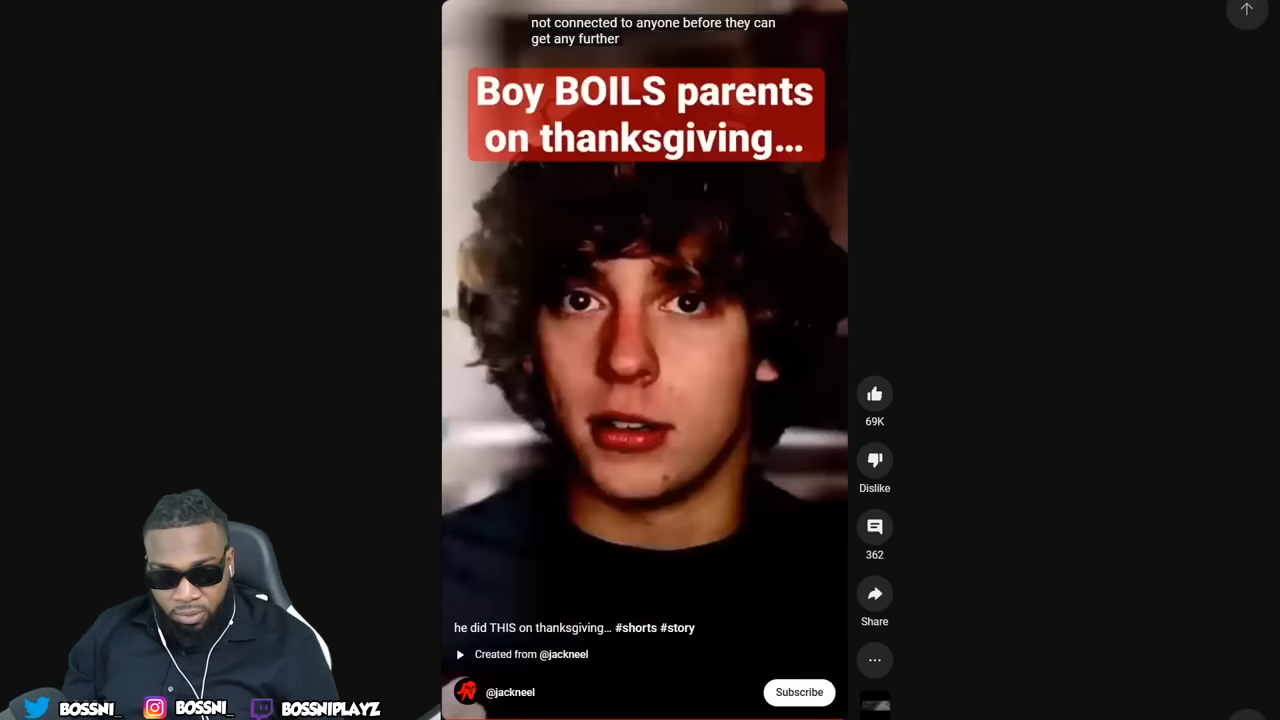 not connected to anyone before they can
get any further
Boy BOILS parents
on thanksgiving...
69K
Dislike
362
Share
he did THIS on thanksgiving... #shorts #story
Created from @jackneel
@jackneel
Subscribe
BOSSNI_
BOSSNI_
BOSSNIPLAYZ